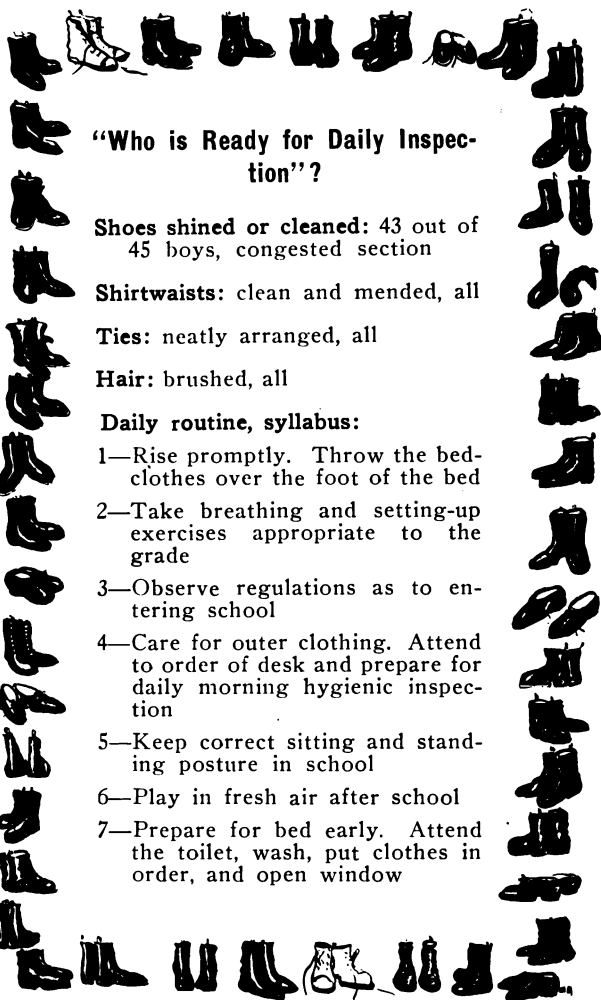 “Who is Ready for Daily Inspec-
tion”?
Shoes shined or cleaned: 43 out of
45 boys, congested section
Shirtwaists: clean and mended, all
Ties: neatly arranged, all
Hair: brushed, all
Daily routine, syllabus:
1—Rise promptly. Throw the bed-
clothes over the foot of the bed
2—Take breathing and setting-up
exercises appropriate to the
grade
3—Observe regulations as to en-
tering school
4—Care for outer clothing. Attend
to order of desk and prepare for
daily morning hygienic inspec-
tion
5—Keep correct sitting and stand-
ing posture in school
6—Play in fresh air after school
7—Prepare for bed early. Attend
the toilet, wash, put clothes in
order, and open window